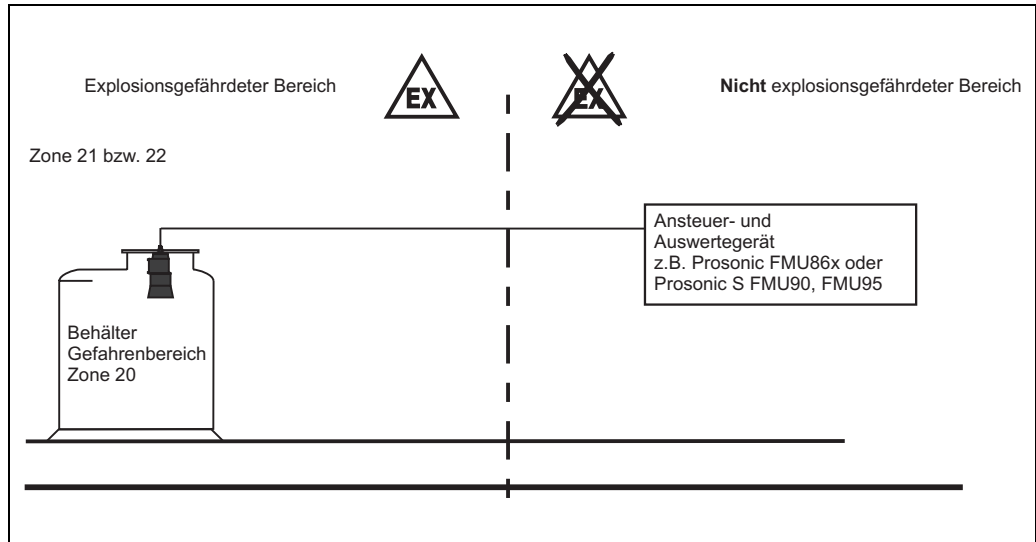 Explosionsgefährdeter Bereich
EX
EX
Nicht explosionsgefährdeter Bereich
Zone 21 bzw. 22
Ansteuer- und
Auswertegerät
z.B. Prosonic FMU86x oder
Prosonic S FMU90, FMU95
Behälter
Gefahrenbereich
Zone 20